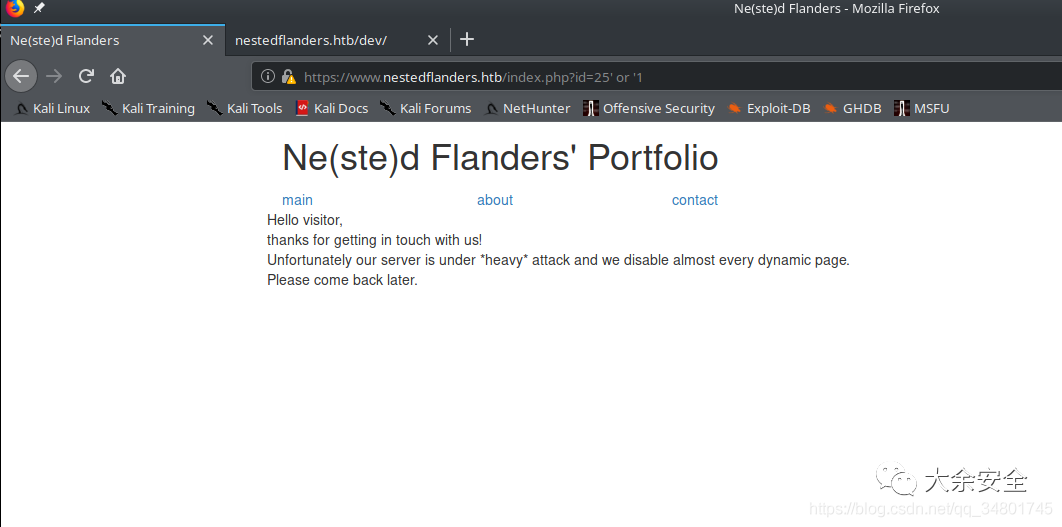 Ne(ste)d Flanders - Mozilla Firefox
Ne(ste)d Flanders nestedflanders.htb/dev/
https://www.nestedflanders.htb/index.php?id=25' or '1
Kali Linux Kali Training Kali Tools Kali Docs Kali Forums NetHunter Offensive Security Exploit-DB GHDB MSFU
Ne(ste)d Flanders' Portfolio
main about contact
Hello visitor,
thanks for getting in touch with us!
Unfortunately our server is under *heavy* attack and we disable almost every dynamic page.
Please come back later.
大余安全
https://blog.csdn.net/qq_34801745